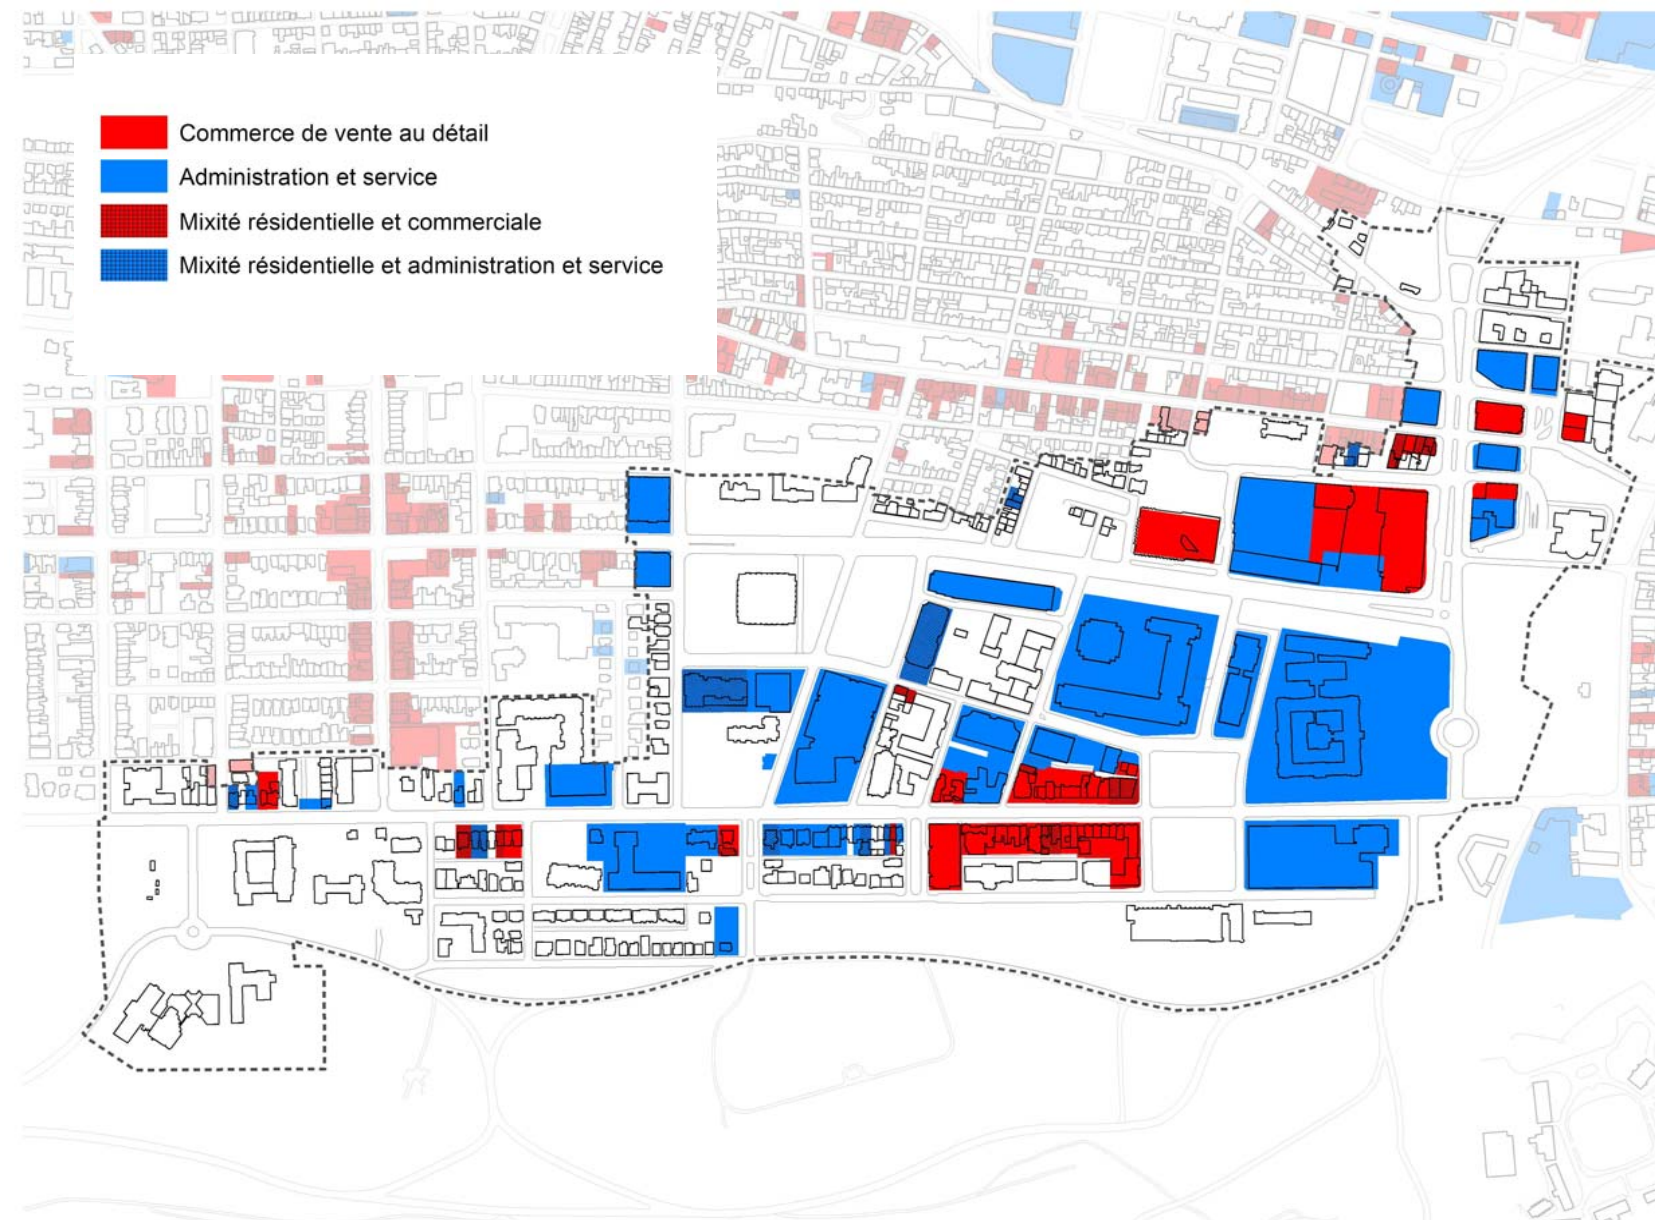 Commerce de vente au détail
Administration et service
Mixité résidentielle et commerciale
Mixité résidentielle et administration et service